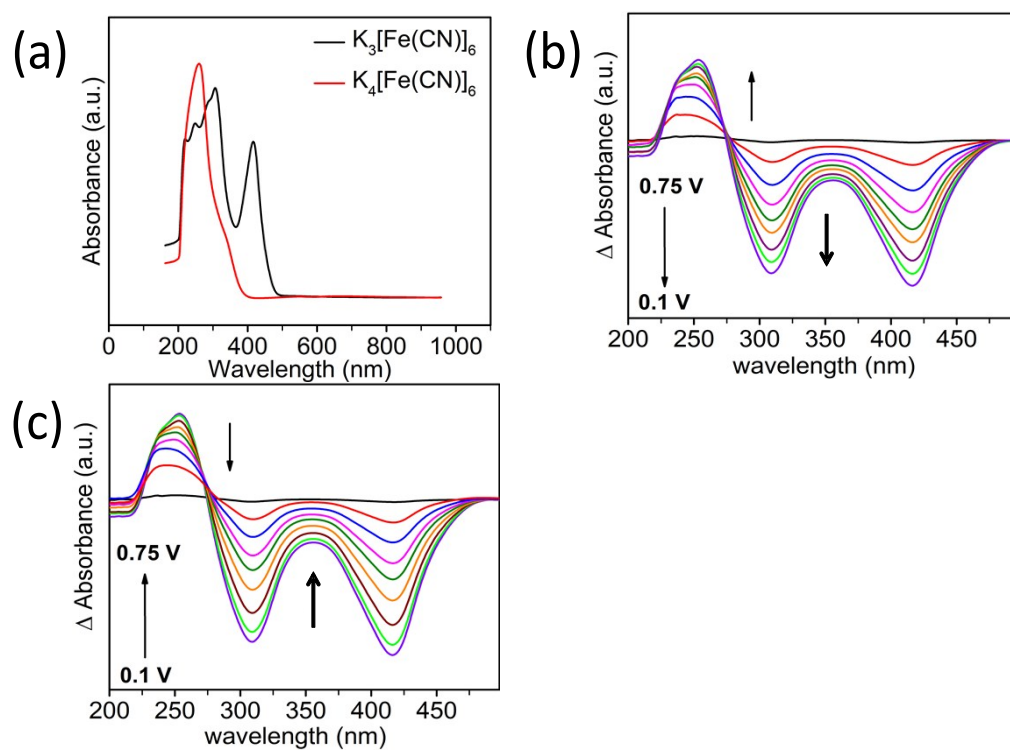 (a)
K3[Fe(CN)]6
K4[Fe(CN)]6
Absorbance (a.u.)
0 200 400 600 800 1000
Wavelength (nm)
(b)
Δ Absorbance (a.u.)
0.75 V
0.1 V
200 250 300 350 400 450
wavelength (nm)
(c)
Δ Absorbance (a.u.)
0.75 V
0.1 V
200 250 300 350 400 450
wavelength (nm)